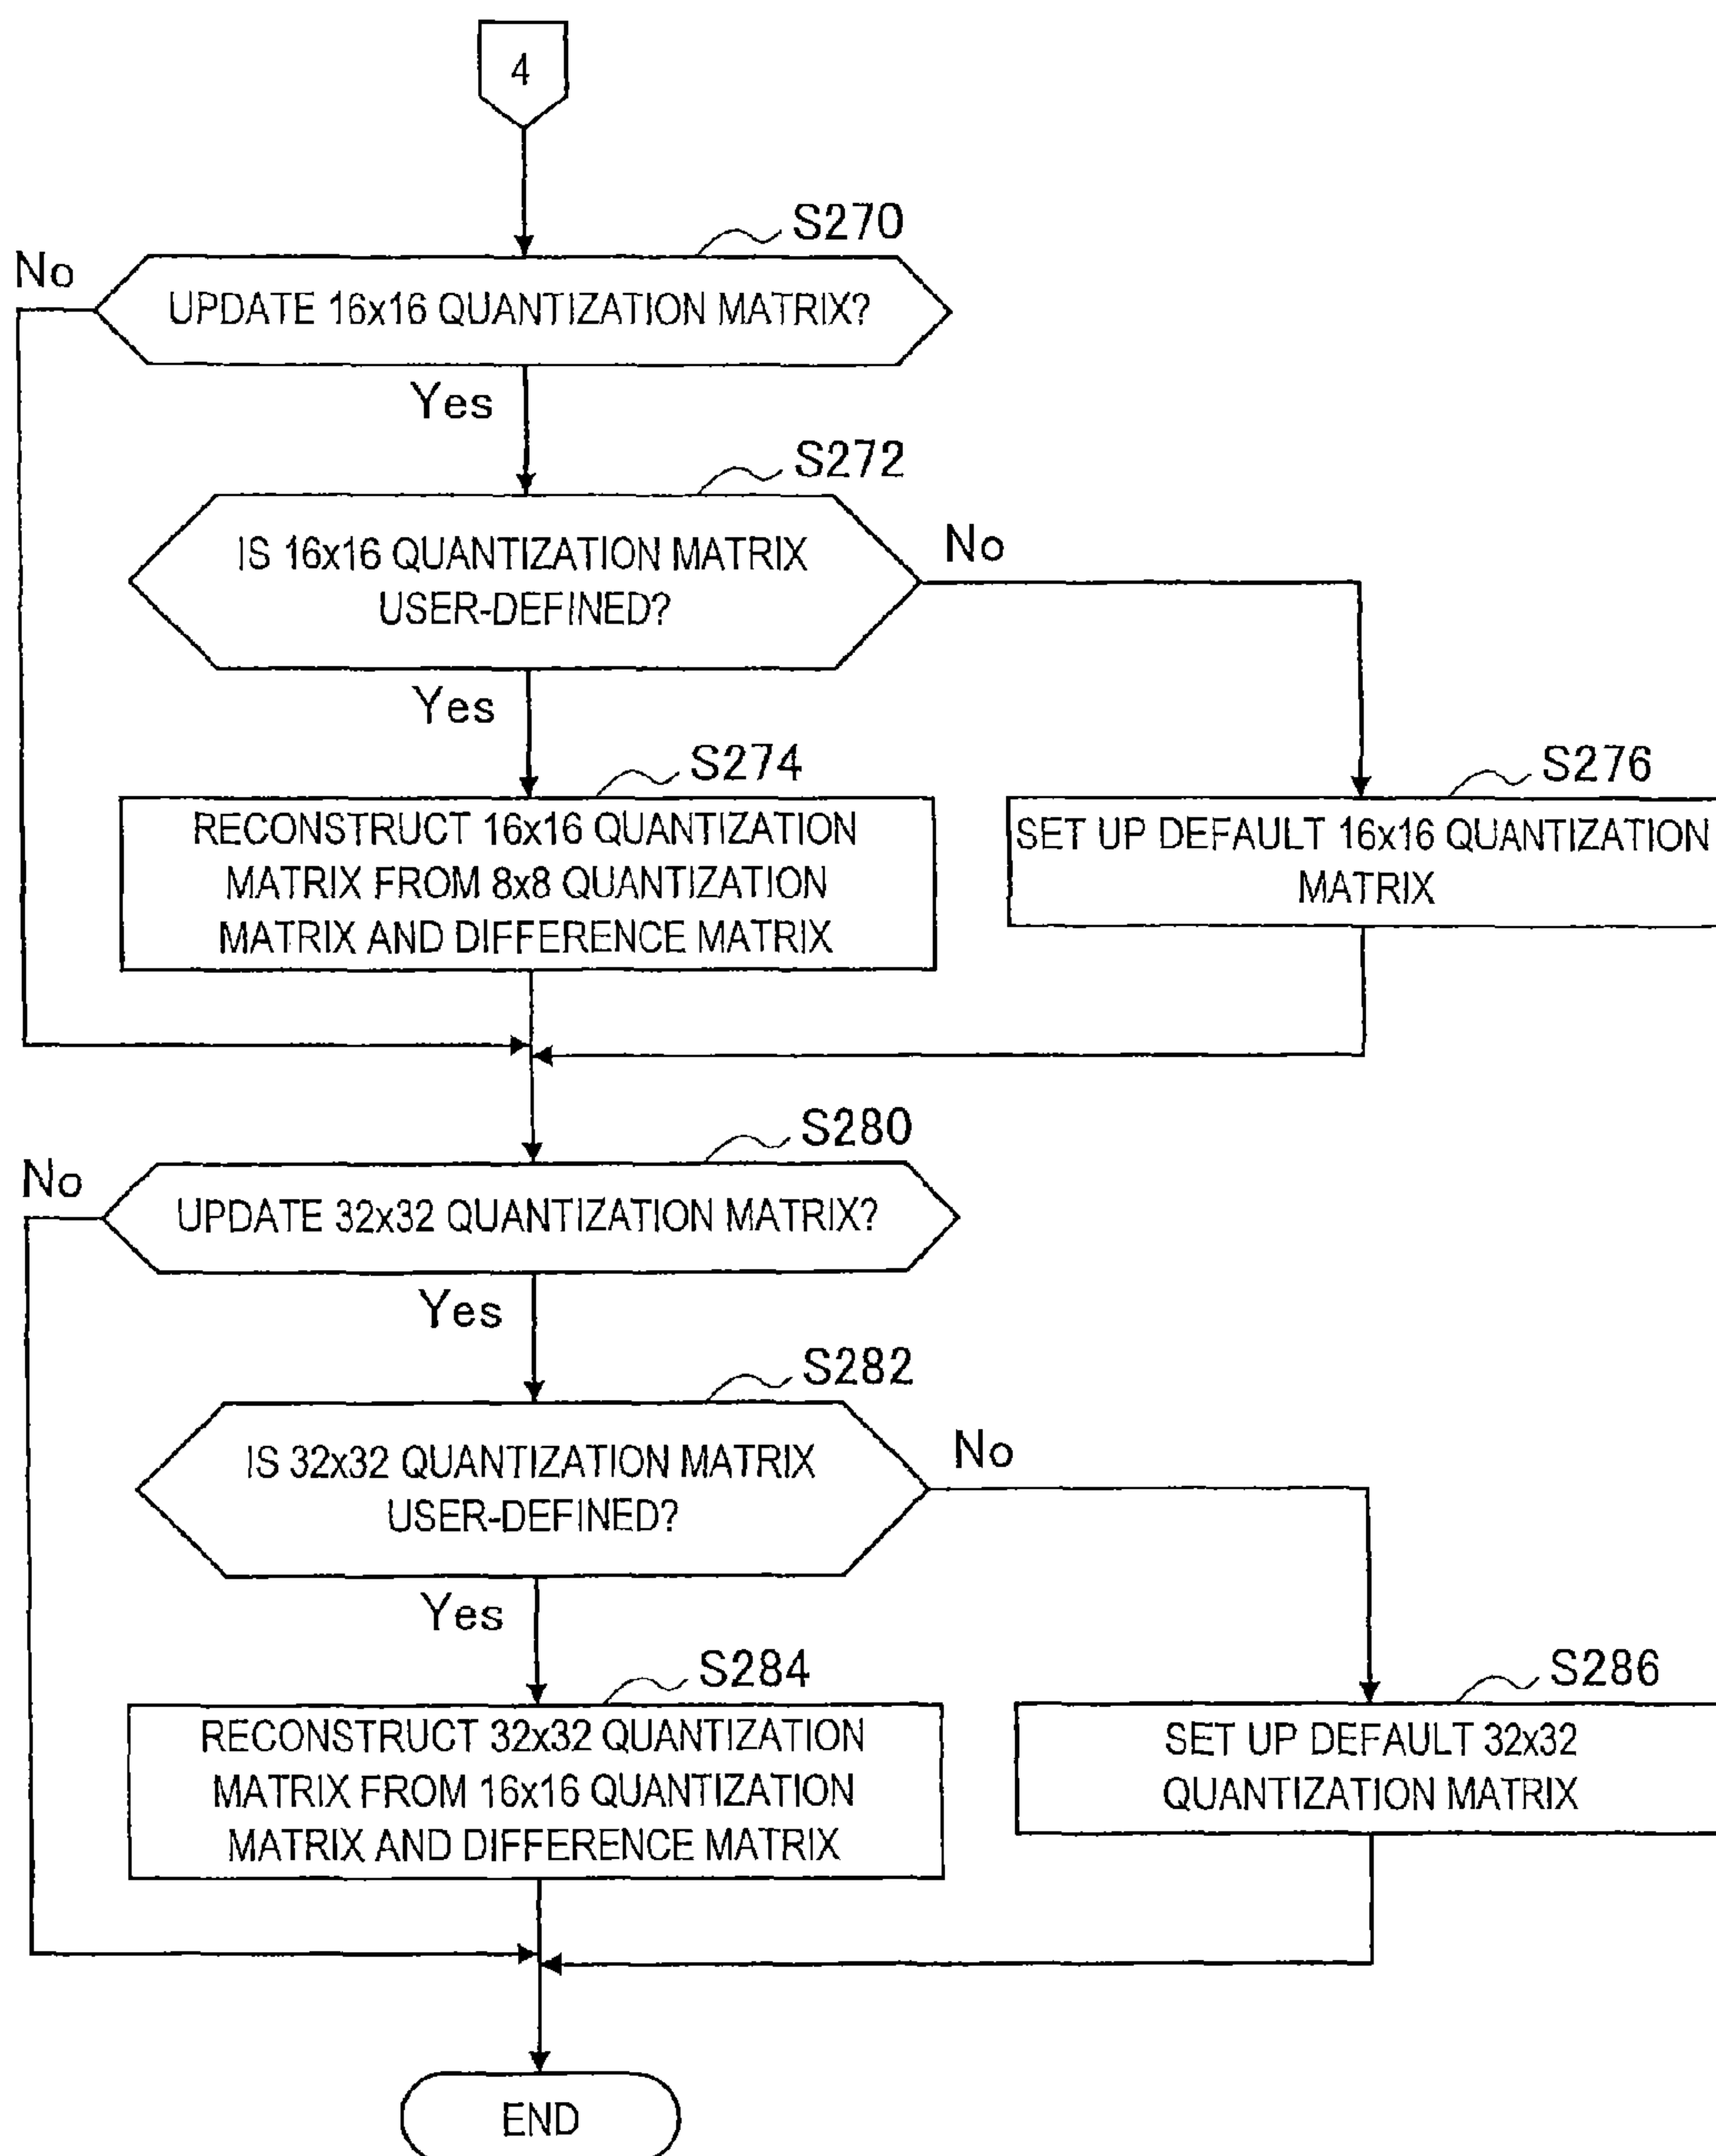 4
S270
No
UPDATE 16x16 QUANTIZATION MATRIX?
Yes
S272
IS 16x16 QUANTIZATION MATRIX
USER-DEFINED?
No
Yes
S274
RECONSTRUCT 16x16 QUANTIZATION
MATRIX FROM 8x8 QUANTIZATION
MATRIX AND DIFFERENCE MATRIX
S276
SET UP DEFAULT 16x16 QUANTIZATION
MATRIX
S280
No
UPDATE 32x32 QUANTIZATION MATRIX?
Yes
S282
IS 32x32 QUANTIZATION MATRIX
USER-DEFINED?
No
Yes
S284
RECONSTRUCT 32x32 QUANTIZATION
MATRIX FROM 16x16 QUANTIZATION
MATRIX AND DIFFERENCE MATRIX
S286
SET UP DEFAULT 32x32
QUANTIZATION MATRIX
END